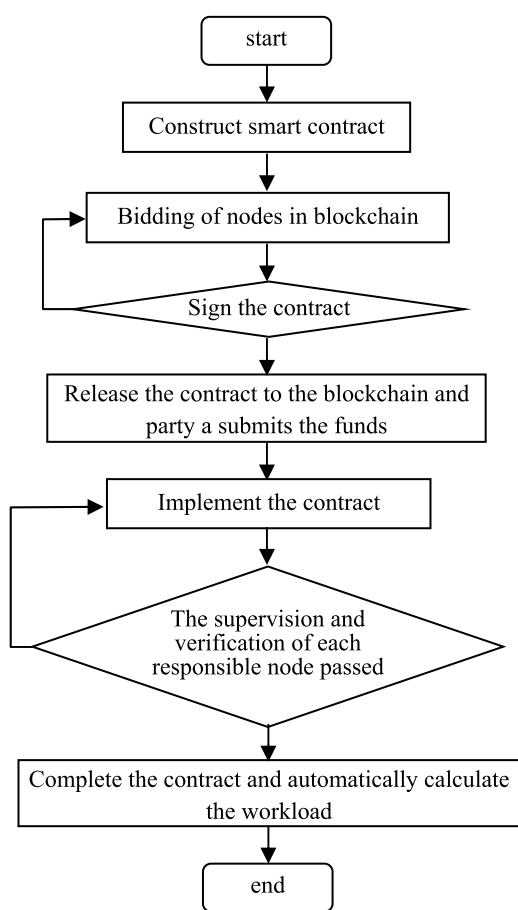 start
Construct smart contract
Bidding of nodes in blockchain
Sign the contract
Release the contract to the blockchain and
party a submits the funds
Implement the contract
The supervision and
verification of each
responsible node passed
Complete the contract and automatically calculate
the workload
end